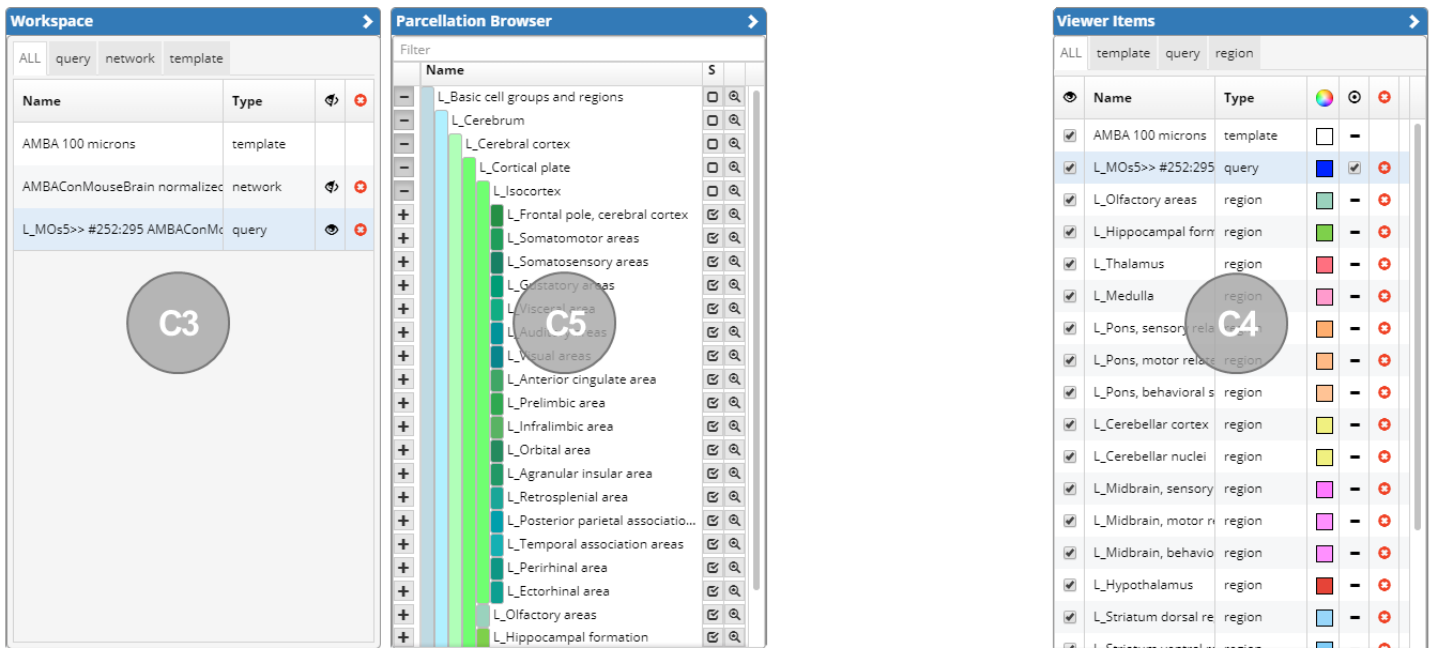 Workspace
ALL query network template
Name Type
AMBA 100 microns template
AMBAConMouseBrain normalized network
L_MOs5>> #252:295 AMBAConMo query
C3
Parcellation Browser
Filter
Name S
L_Basic cell groups and regions
L_Cerebrum
L_Cerebral cortex
L_Cortical plate
L_Isocortex
L_Frontal pole, cerebral cortex
L_Somatomotor areas
L_Somatosensory areas
L_Gustatory areas
L_Visceral area
C5
L_Auditory areas
L_Visual areas
L_Anterior cingulate area
L_Prelimbic area
L_Infralimbic area
L_Orbital area
L_Agranular insular area
L_Retrosplenial area
L_Posterior parietal associatio...
L_Temporal association areas
L_Perirhinal area
L_Ectorhinal area
L_Olfactory areas
L_Hippocampal formation
Viewer Items
ALL template query region
Name Type
AMBA 100 microns template
L_MOs5>> #252:295 query
L_Olfactory areas region
L_Hippocampal form region
L_Thalamus region
L_Medulla region
L_Pons, sensory rela region
C4
L_Pons, motor relate region
L_Pons, behavioral s region
L_Cerebellar cortex region
L_Cerebellar nuclei region
L_Midbrain, sensory region
L_Midbrain, motor re region
L_Midbrain, behavio region
L_Hypothalamus region
L_Striatum dorsal re region